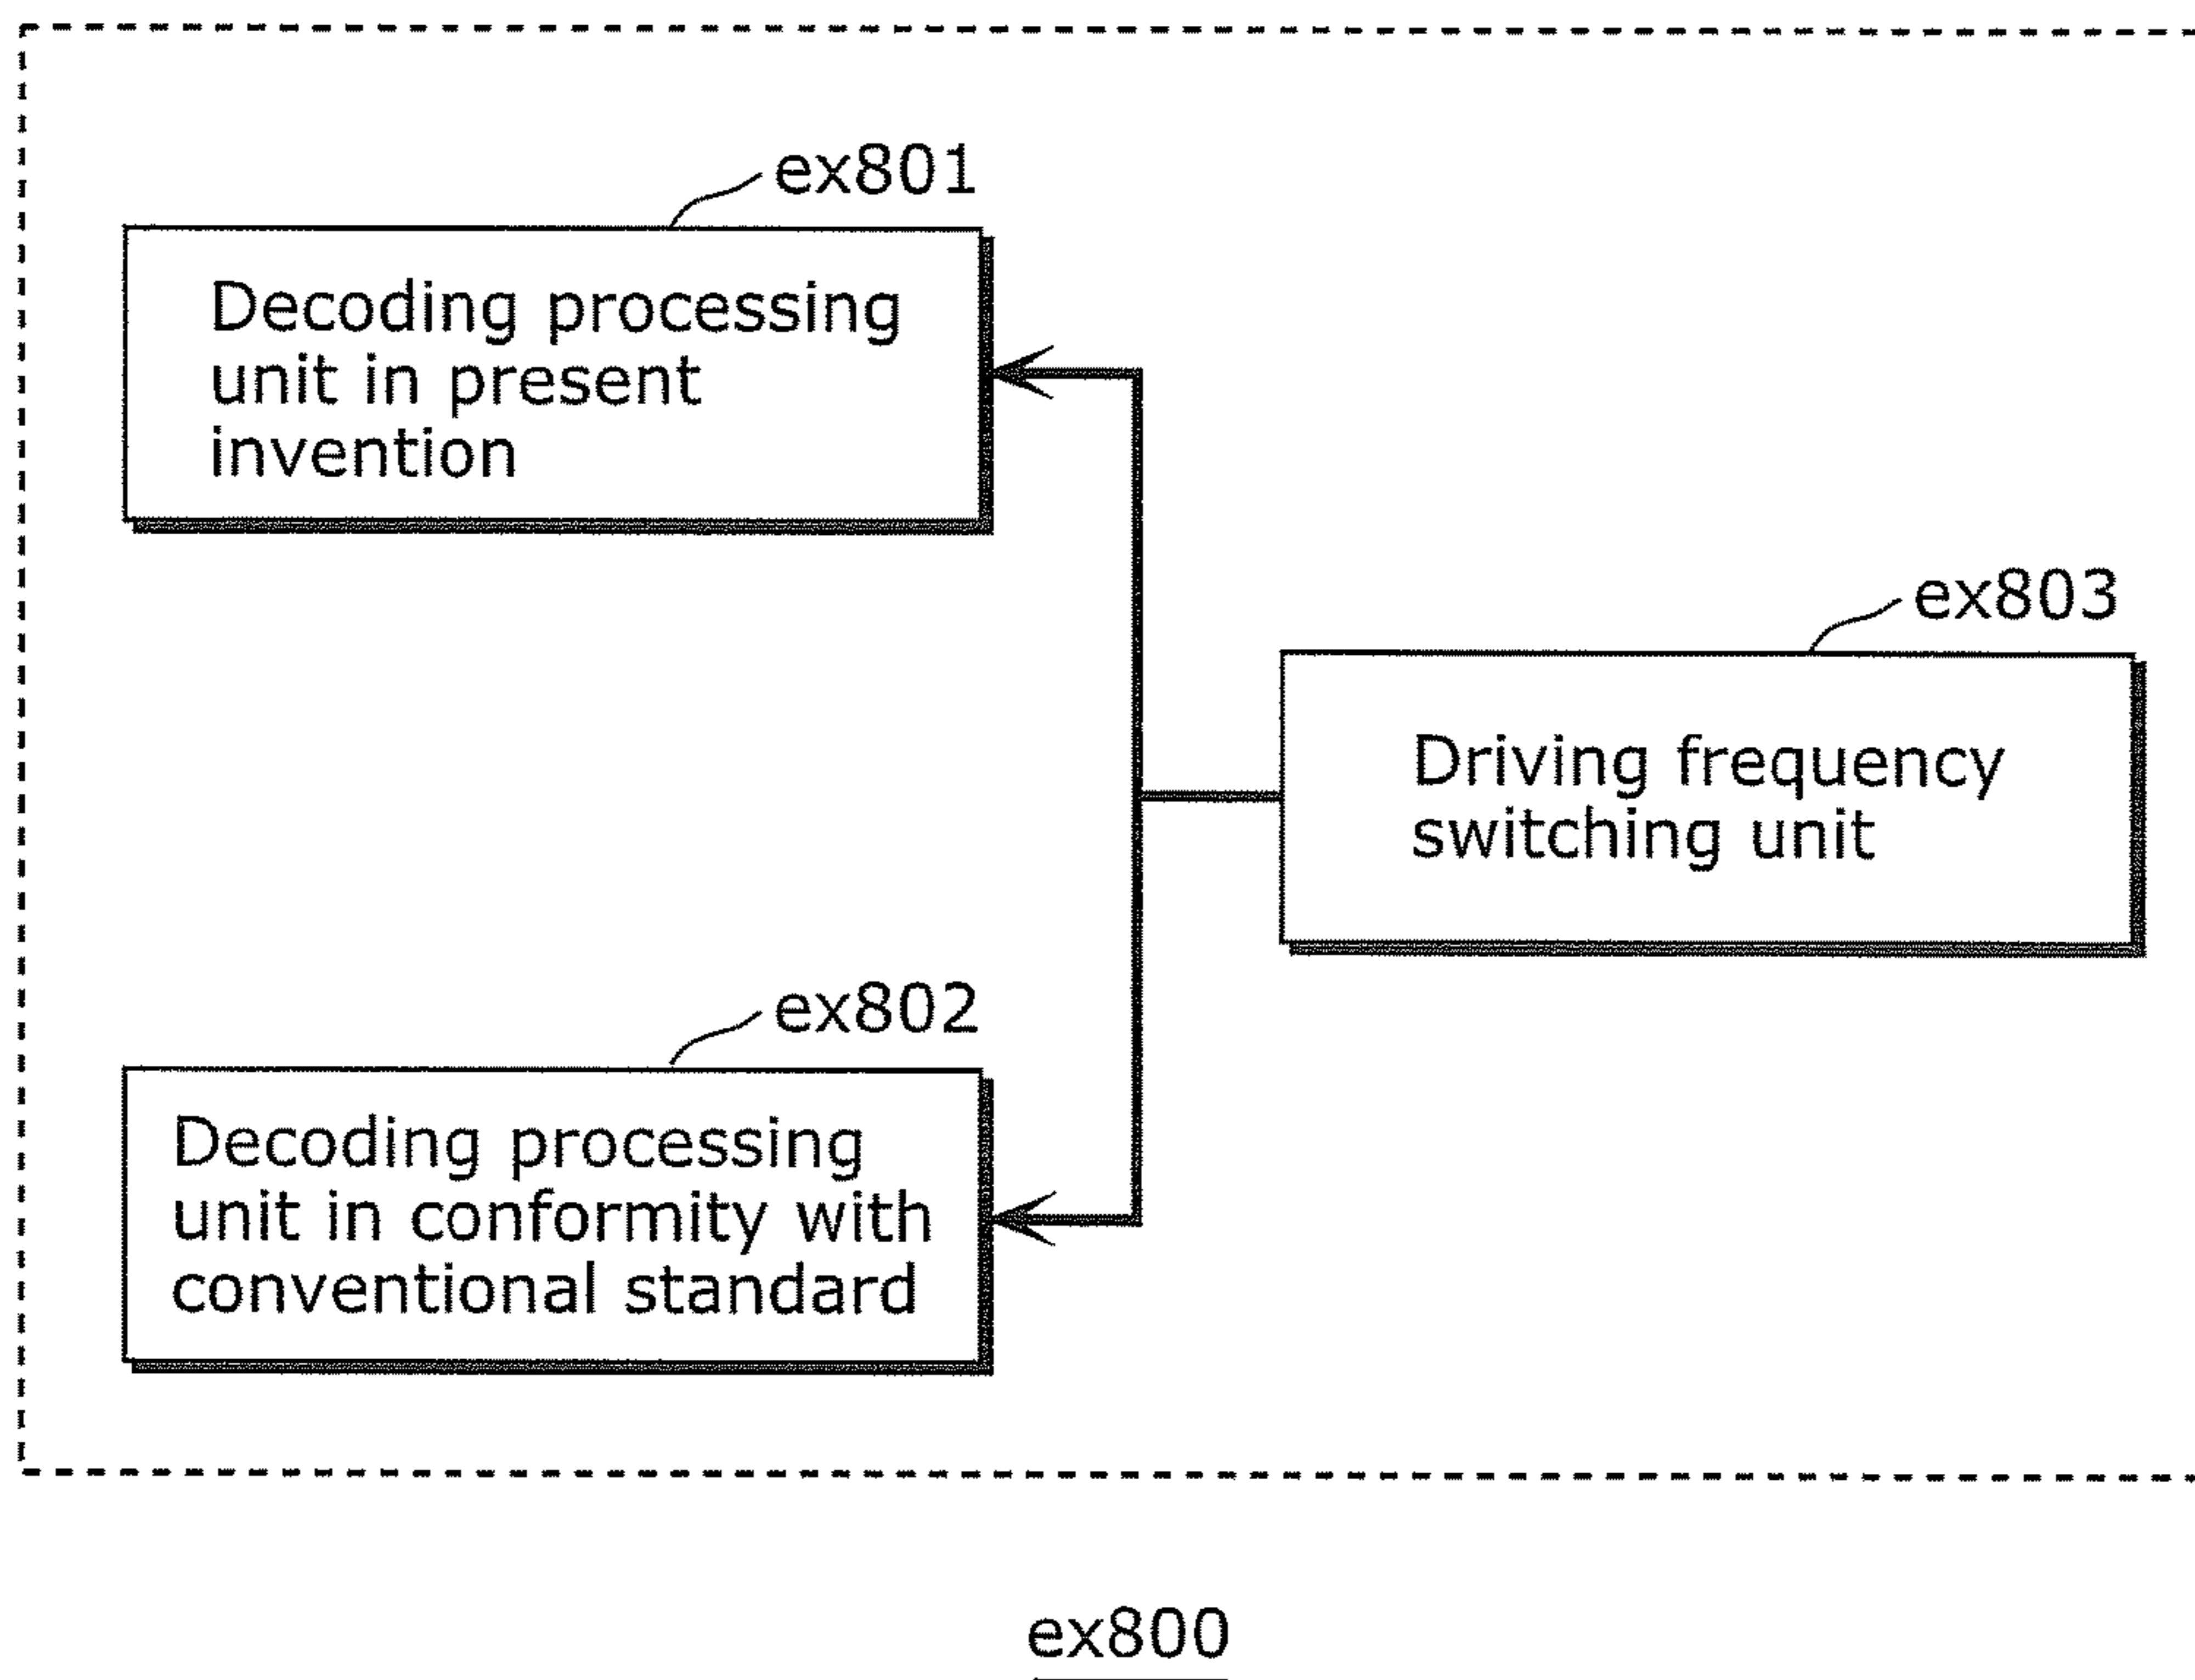 ex801
Decoding processing
unit in present
invention
ex803
Driving frequency
switching unit
ex802
Decoding processing
unit in conformity with
conventional standard
ex800